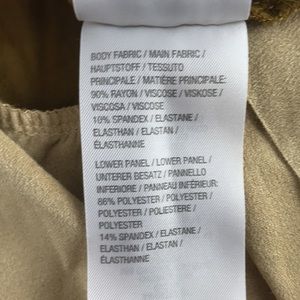 BODY FABRIC / MAIN FABRIC /
HAUPTSTOFF / TESSUTO
PRINCIPALE / MATIÈRE PRINCIPALE:
90% RAYON / VISCOSE / VISKOSE /
VISCOSA / VISCOSE
10% SPANDEX / ELASTANE /
ELASTHAN / ELASTAN /
ÉLASTHANNE
LOWER PANEL / LOWER PANEL /
UNTERER BESATZ / PANNELLO
INFERIORE / PANNEAU INFÉRIEUR:
86% POLYESTER / POLYESTER /
POLYESTER / POLIESTERE /
POLYESTER
14% SPANDEX / ELASTANE /
ELASTHAN / ELASTAN /
ÉLASTHANNE